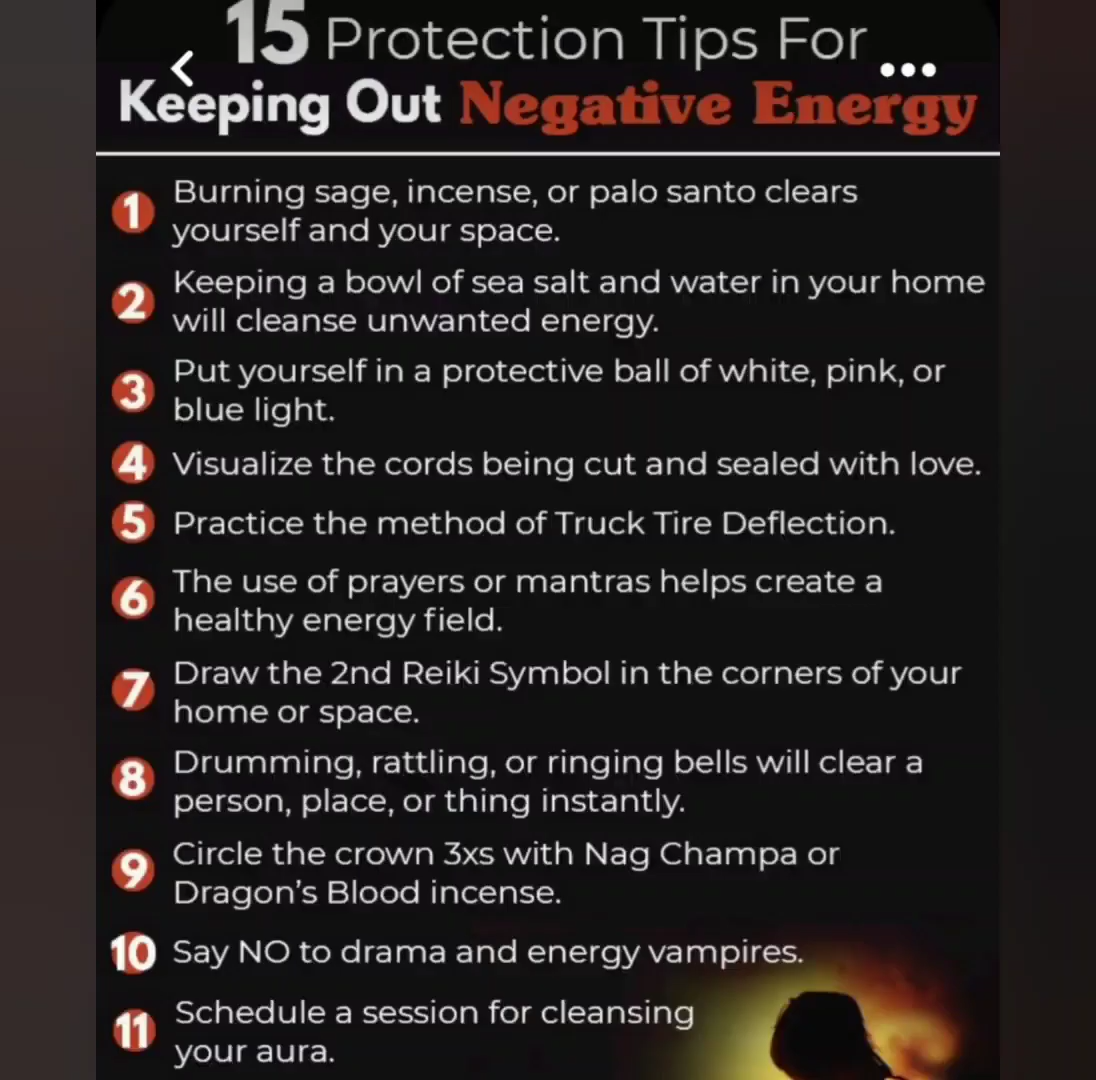 15 Protection Tips For
Keeping Out Negative Energy
1 Burning sage, incense, or palo santo clears
yourself and your space.
2 Keeping a bowl of sea salt and water in your home
will cleanse unwanted energy.
3 Put yourself in a protective ball of white, pink, or
blue light.
4 Visualize the cords being cut and sealed with love.
5 Practice the method of Truck Tire Deflection.
6 The use of prayers or mantras helps create a
healthy energy field.
7 Draw the 2nd Reiki Symbol in the corners of your
home or space.
8 Drumming, rattling, or ringing bells will clear a
person, place, or thing instantly.
9 Circle the crown 3xs with Nag Champa or
Dragon's Blood incense.
10 Say NO to drama and energy vampires.
11 Schedule a session for cleansing
your aura.